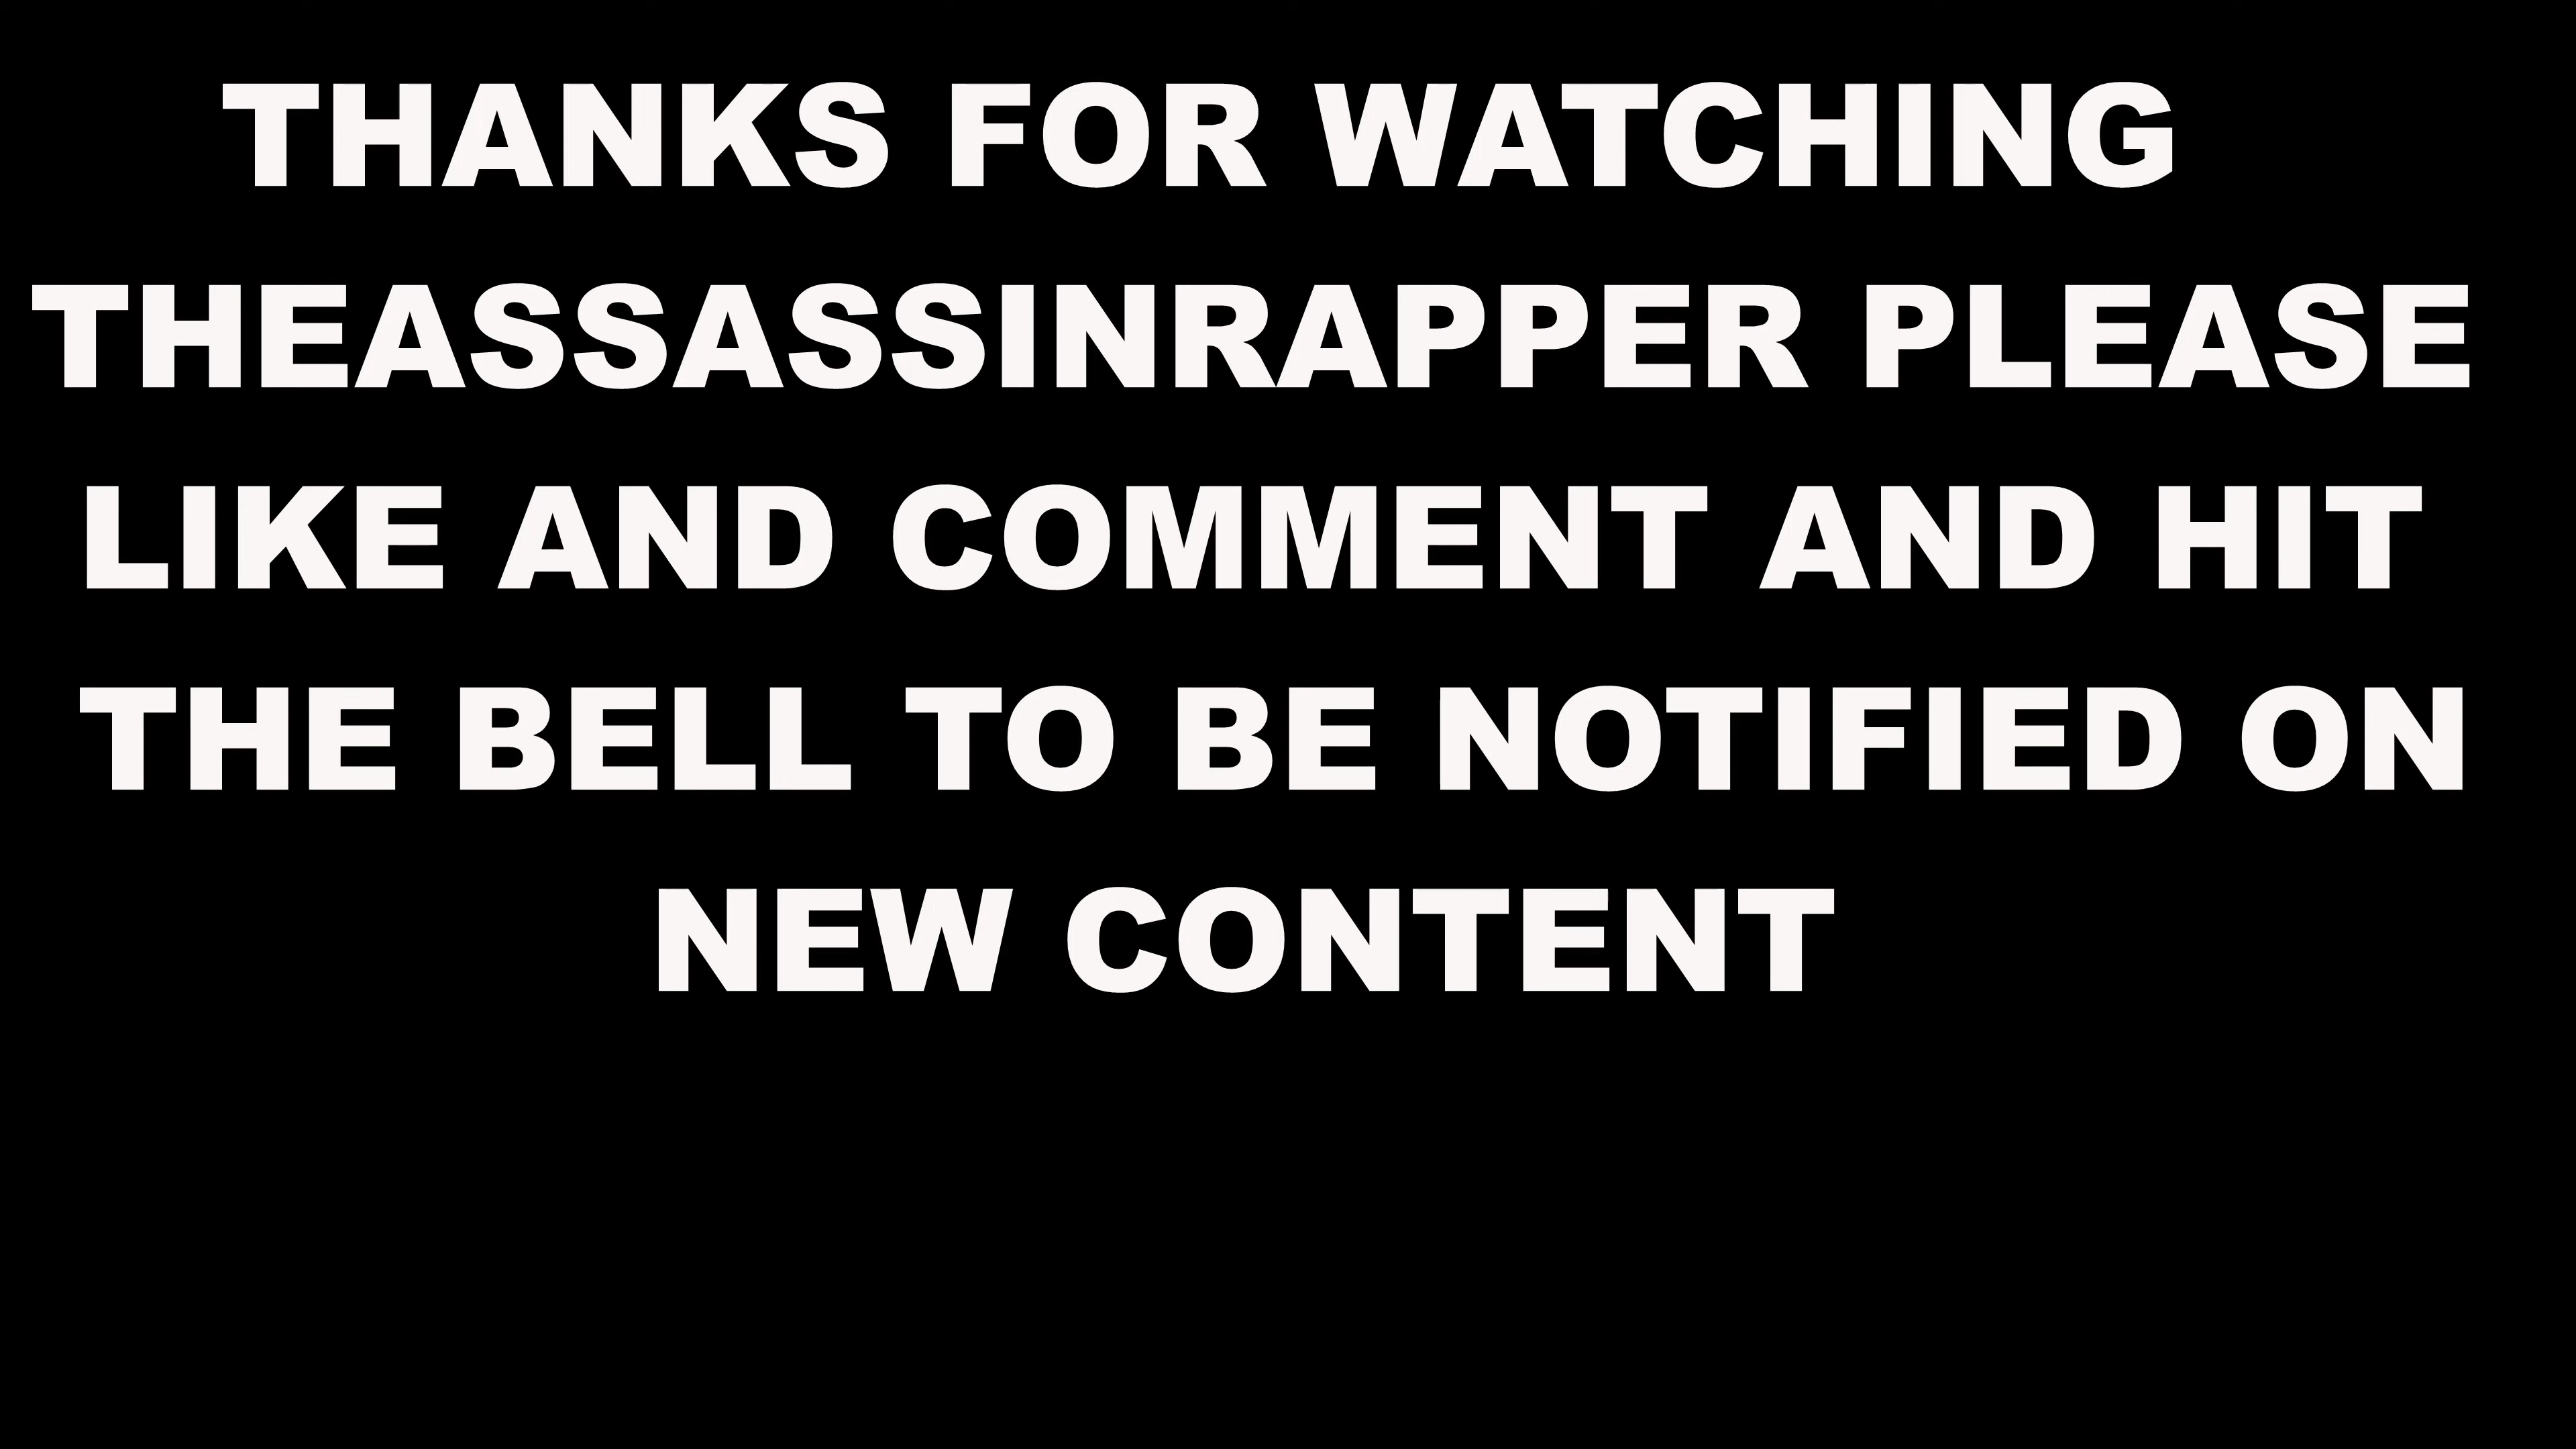 THANKS FOR WATCHING
THEASSASSINRAPPER PLEASE
LIKE AND COMMENT AND HIT
THE BELL TO BE NOTIFIED ON
NEW CONTENT